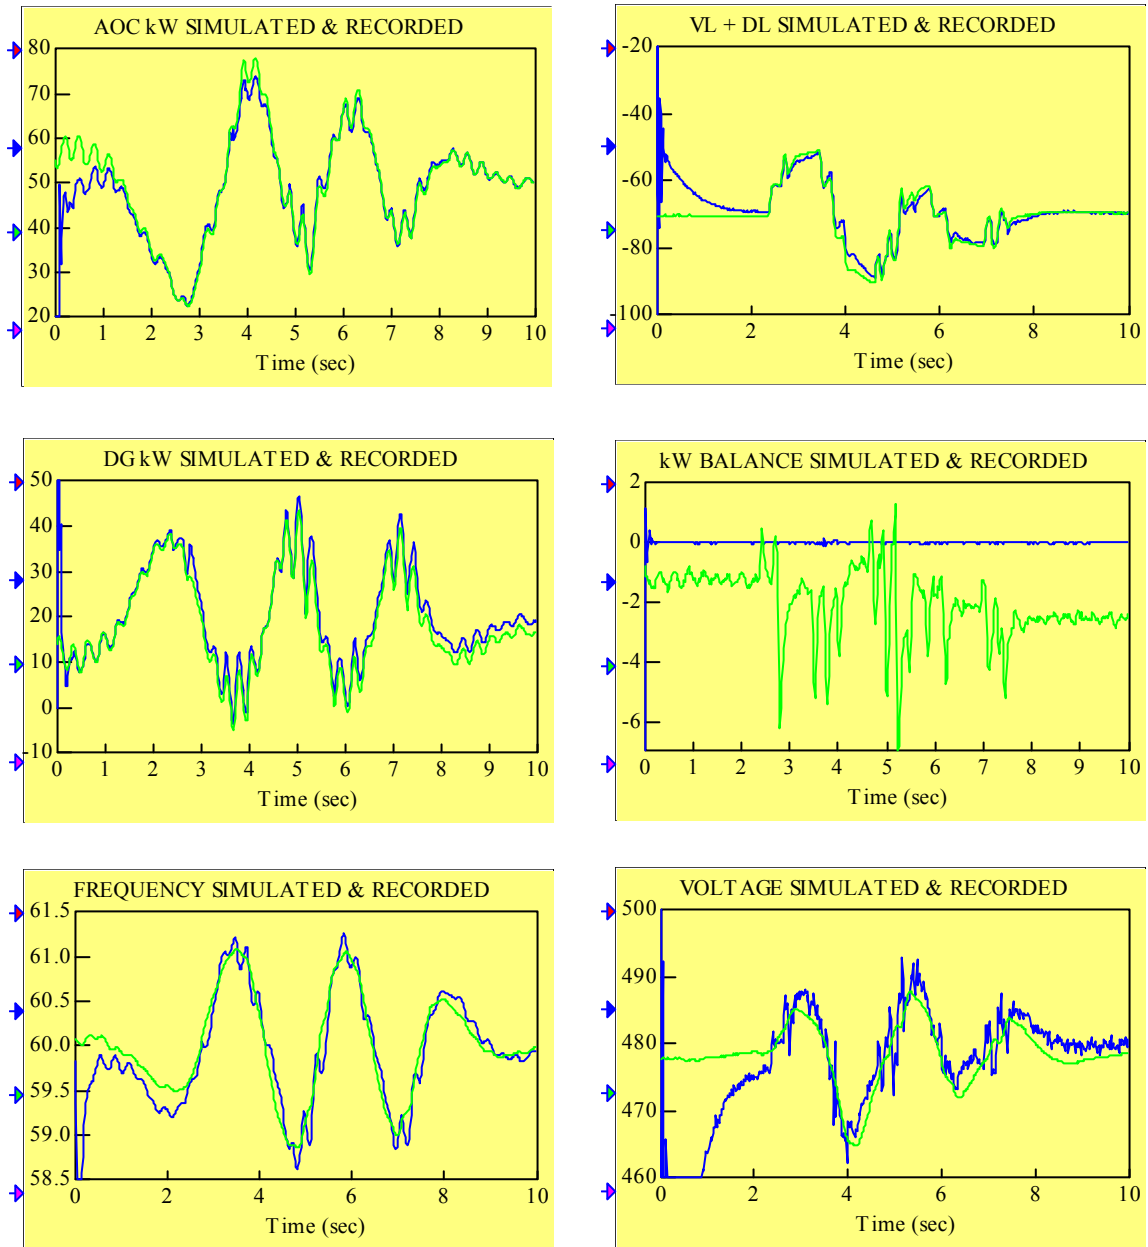 AOC kW SIMULATED & RECORDED
80
70
60
50
40
30
20
0 1 2 3 4 5 6 7 8 9 10
Time (sec)
VL + DL SIMULATED & RECORDED
-20
-40
-60
-80
-100
0 2 4 6 8 10
Time (sec)
DG kW SIMULATED & RECORDED
50
40
30
20
10
0
-10
0 1 2 3 4 5 6 7 8 9 10
Time (sec)
kW BALANCE SIMULATED & RECORDED
2
0
-2
-4
-6
0 1 2 3 4 5 6 7 8 9 10
Time (sec)
FREQUENCY SIMULATED & RECORDED
61.5
61.0
60.5
60.0
59.5
59.0
58.5
0 2 4 6 8 10
Time (sec)
VOLTAGE SIMULATED & RECORDED
500
490
480
470
460
0 2 4 6 8 10
Time (sec)